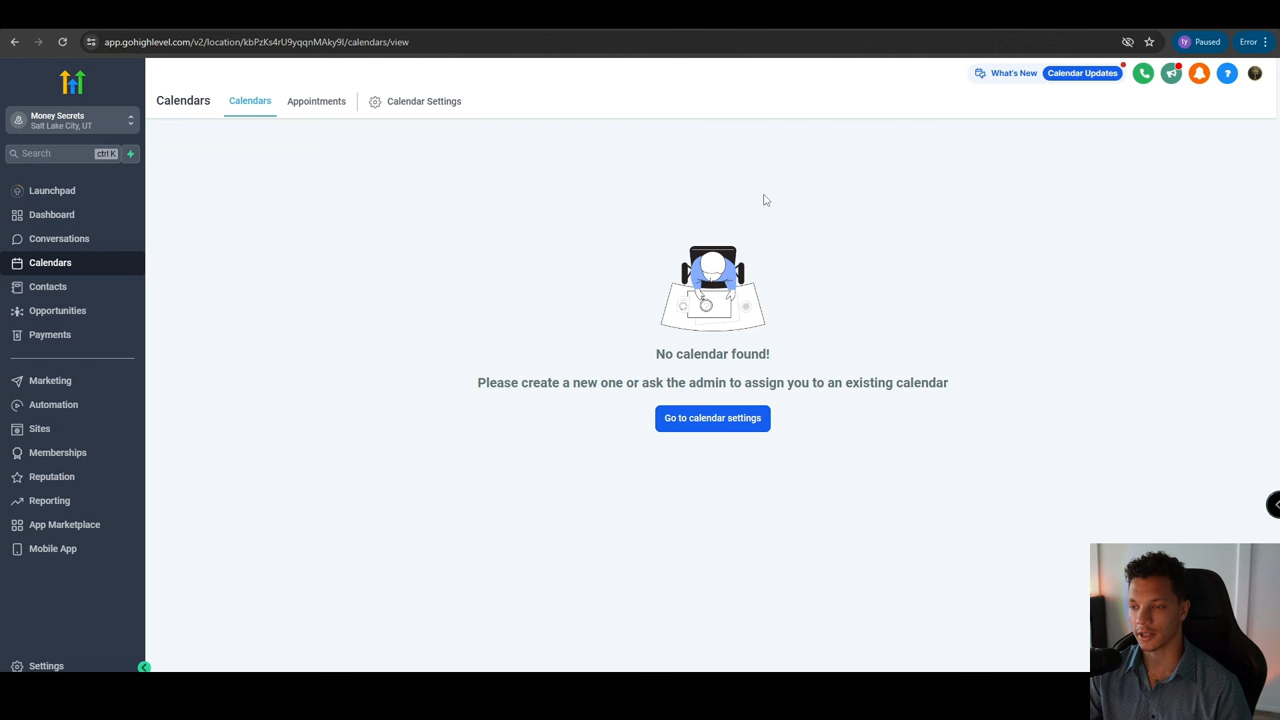 app.gohighlevel.com/v2/location/kbPzKs4rU9yqqnMAky9I/calendars/view
ty
Paused
Error
What's New
Calendar Updates
Calendars
Calendars
Appointments
Calendar Settings
Money Secrets
Salt Lake City, UT
Search
ctrl K
Launchpad
Dashboard
Conversations
Calendars
Contacts
Opportunities
Payments
Marketing
Automation
Sites
Memberships
Reputation
Reporting
App Marketplace
Mobile App
Settings
No calendar found!
Please create a new one or ask the admin to assign you to an existing calendar
Go to calendar settings